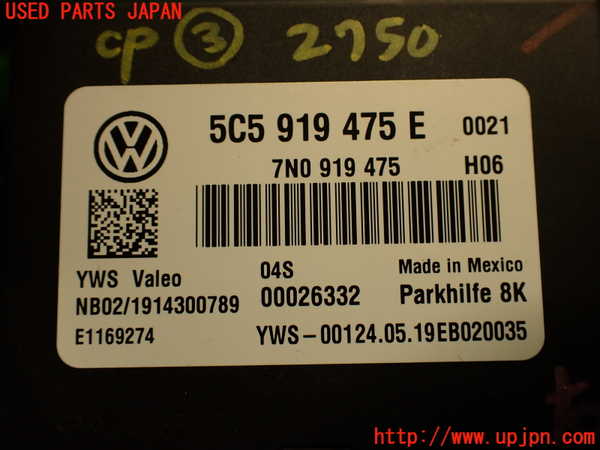 USED PARTS JAPAN
CP ③ 2750
5C5 919 475 E 0021
7N0 919 475 H06
YWS Valeo 04S Made in Mexico
NB02/1914300789 00026332 Parkhilfe 8K
E1169274 YWS-00124.05.19EB020035
© www.upjpn.com